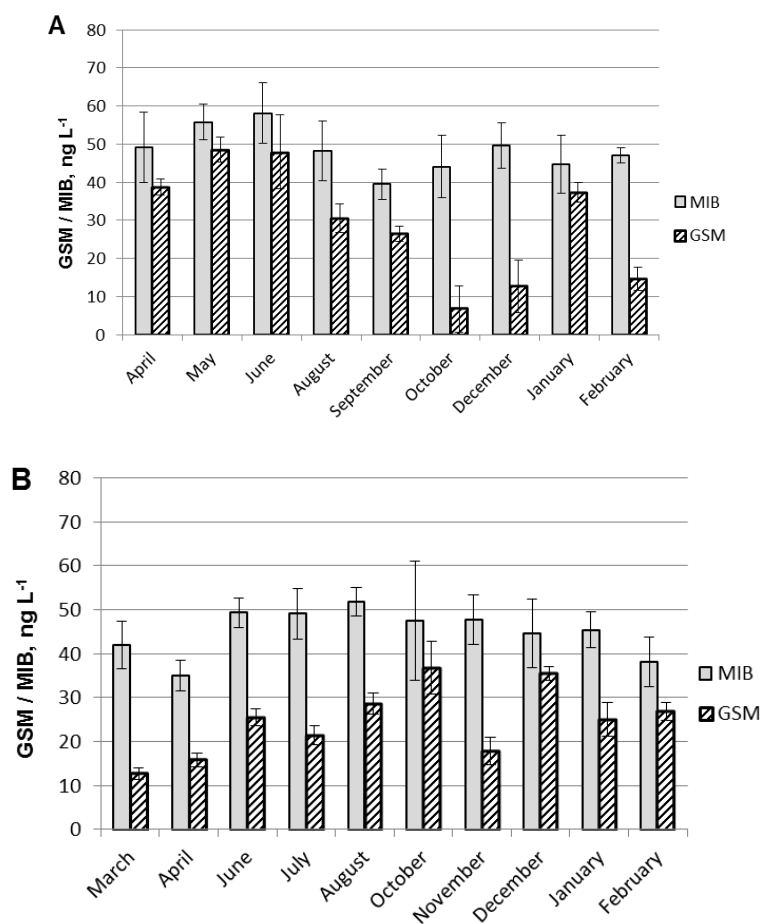 A
GSM / MIB, ng L-1
80
70
60
50
40
30
20
10
0
April
May
June
August
September
October
December
January
February
MIB
GSM
B
GSM / MIB, ng L-1
80
70
60
50
40
30
20
10
0
March
April
June
July
August
October
November
December
January
February
MIB
GSM